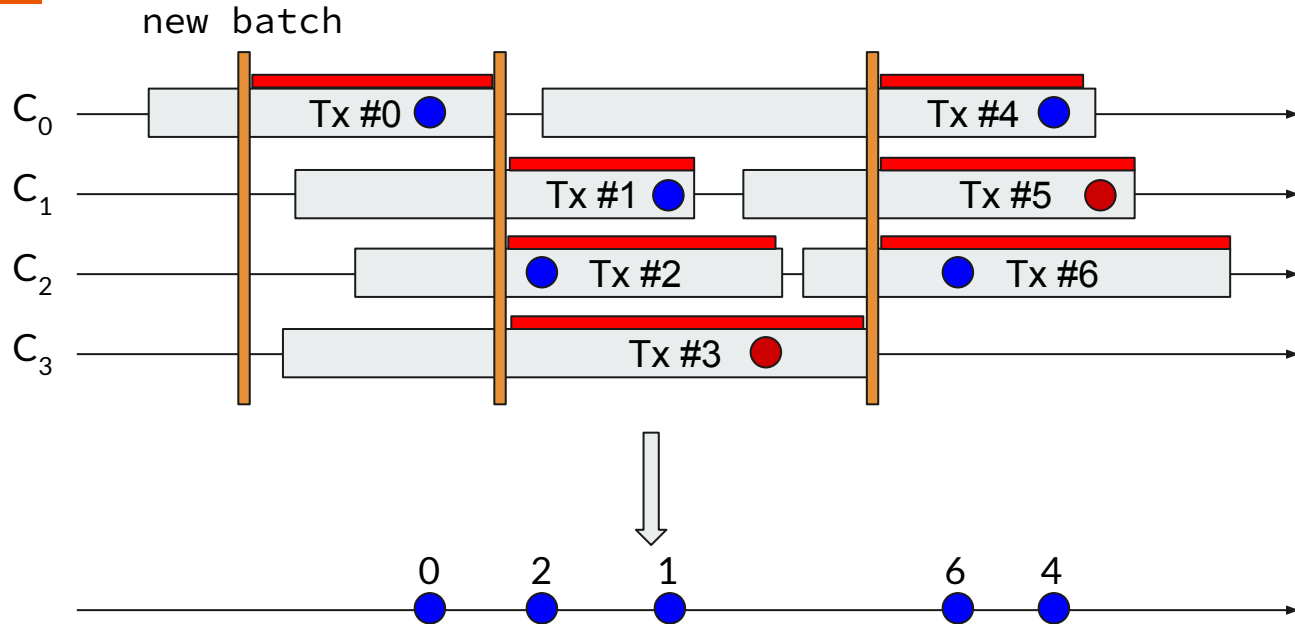 new batch
C0 Tx #0 Tx #4
C1 Tx #1 Tx #5
C2 Tx #2 Tx #6
C3 Tx #3
0 2 1 6 4